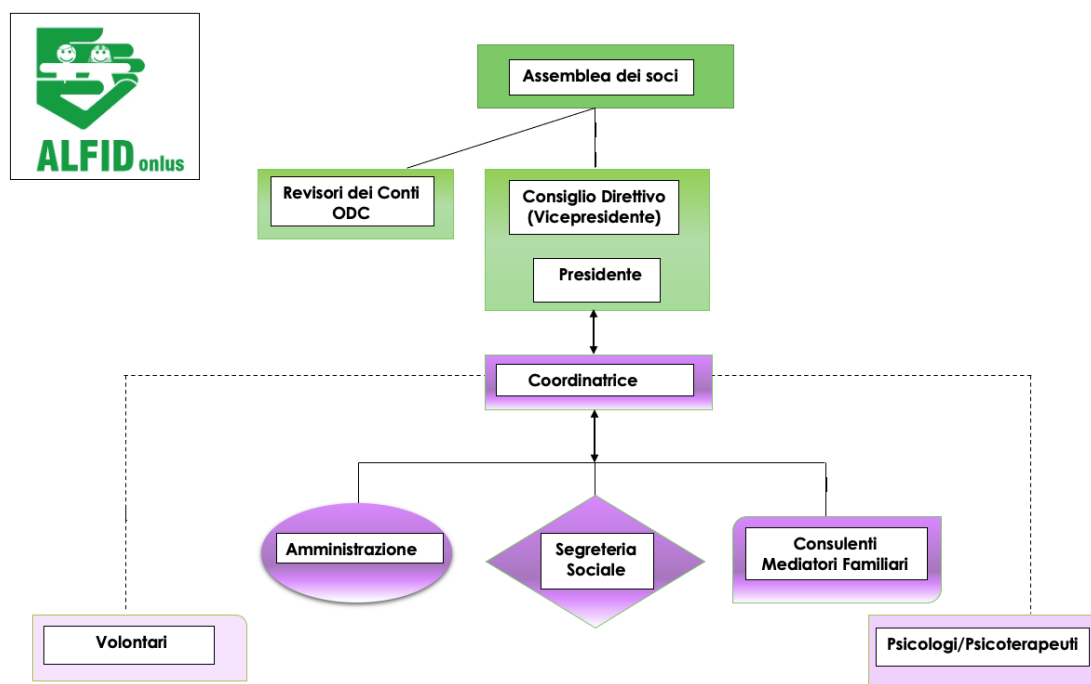 ALFID onlus
Assemblea dei soci
Revisori dei Conti
ODC
Consiglio Direttivo
(Vicepresidente)
Presidente
Coordinatrice
Amministrazione
Segreteria
Sociale
Consulenti
Mediatori Familiari
Volontari
Psicologi/Psicoterapeuti